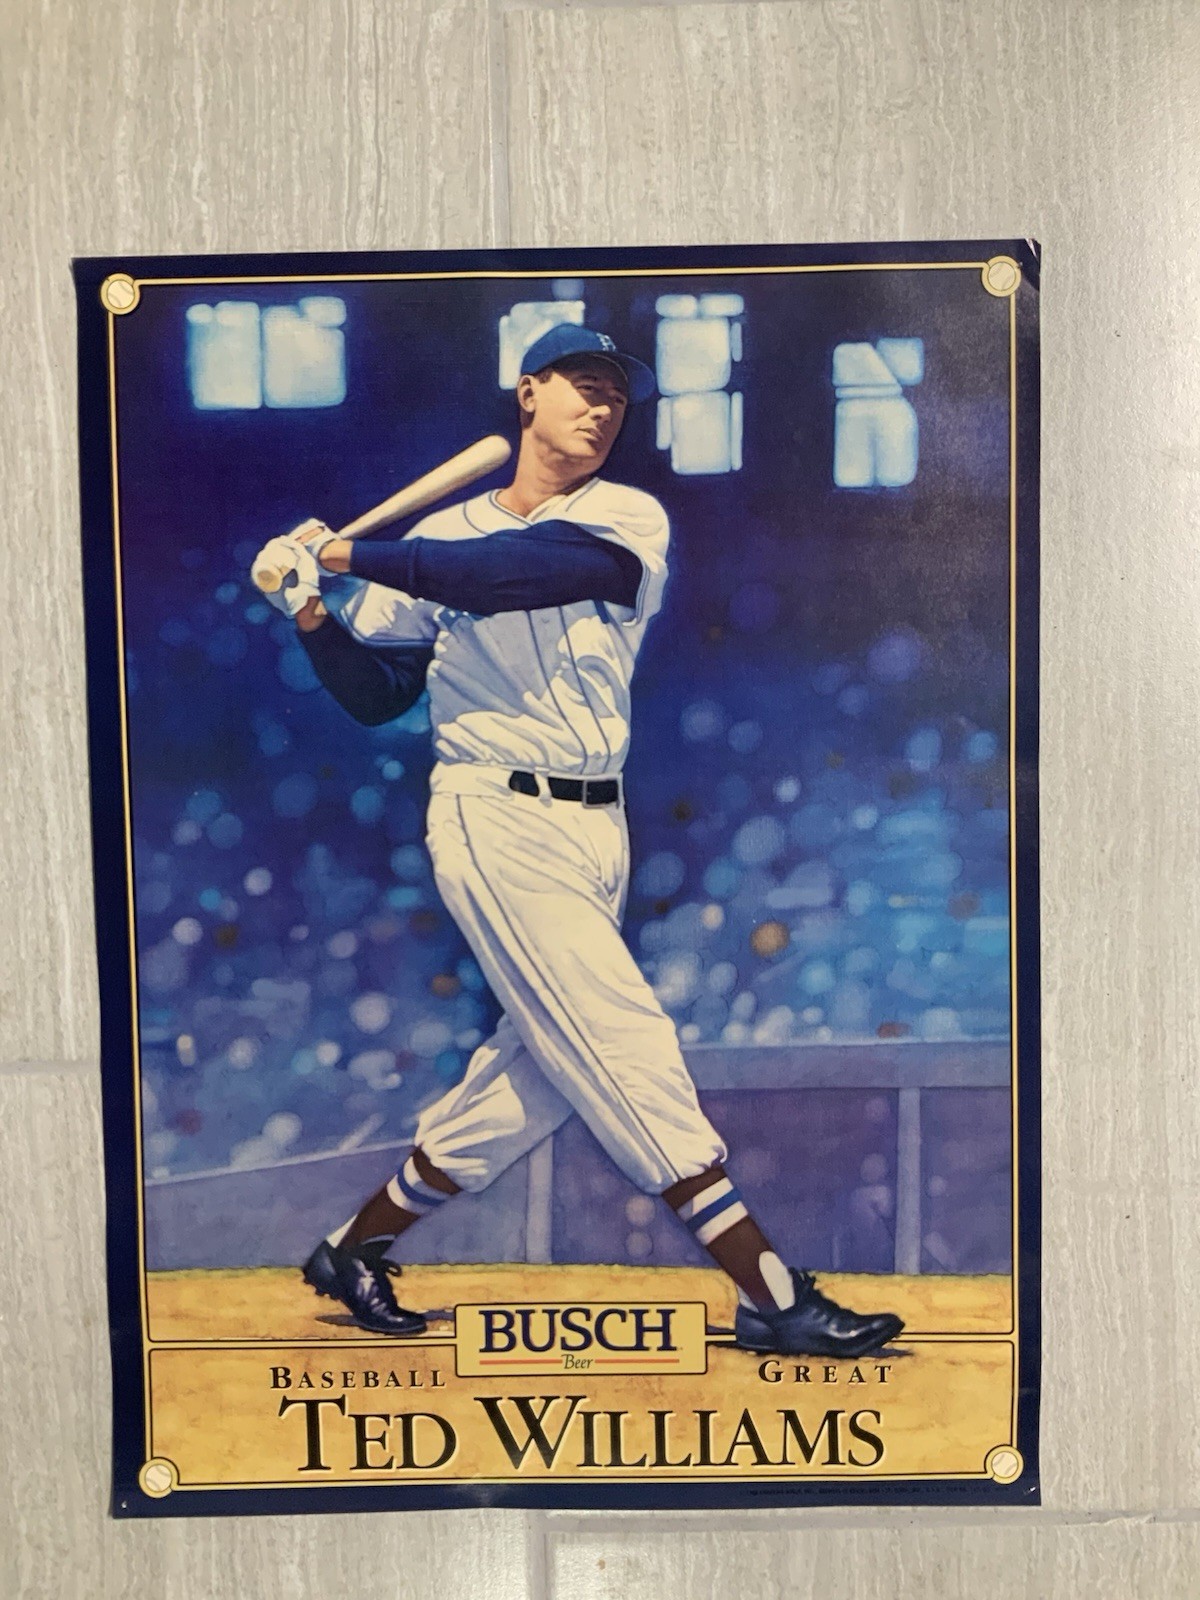 B
BUSCH
Beer
BASEBALL GREAT
TED WILLIAMS